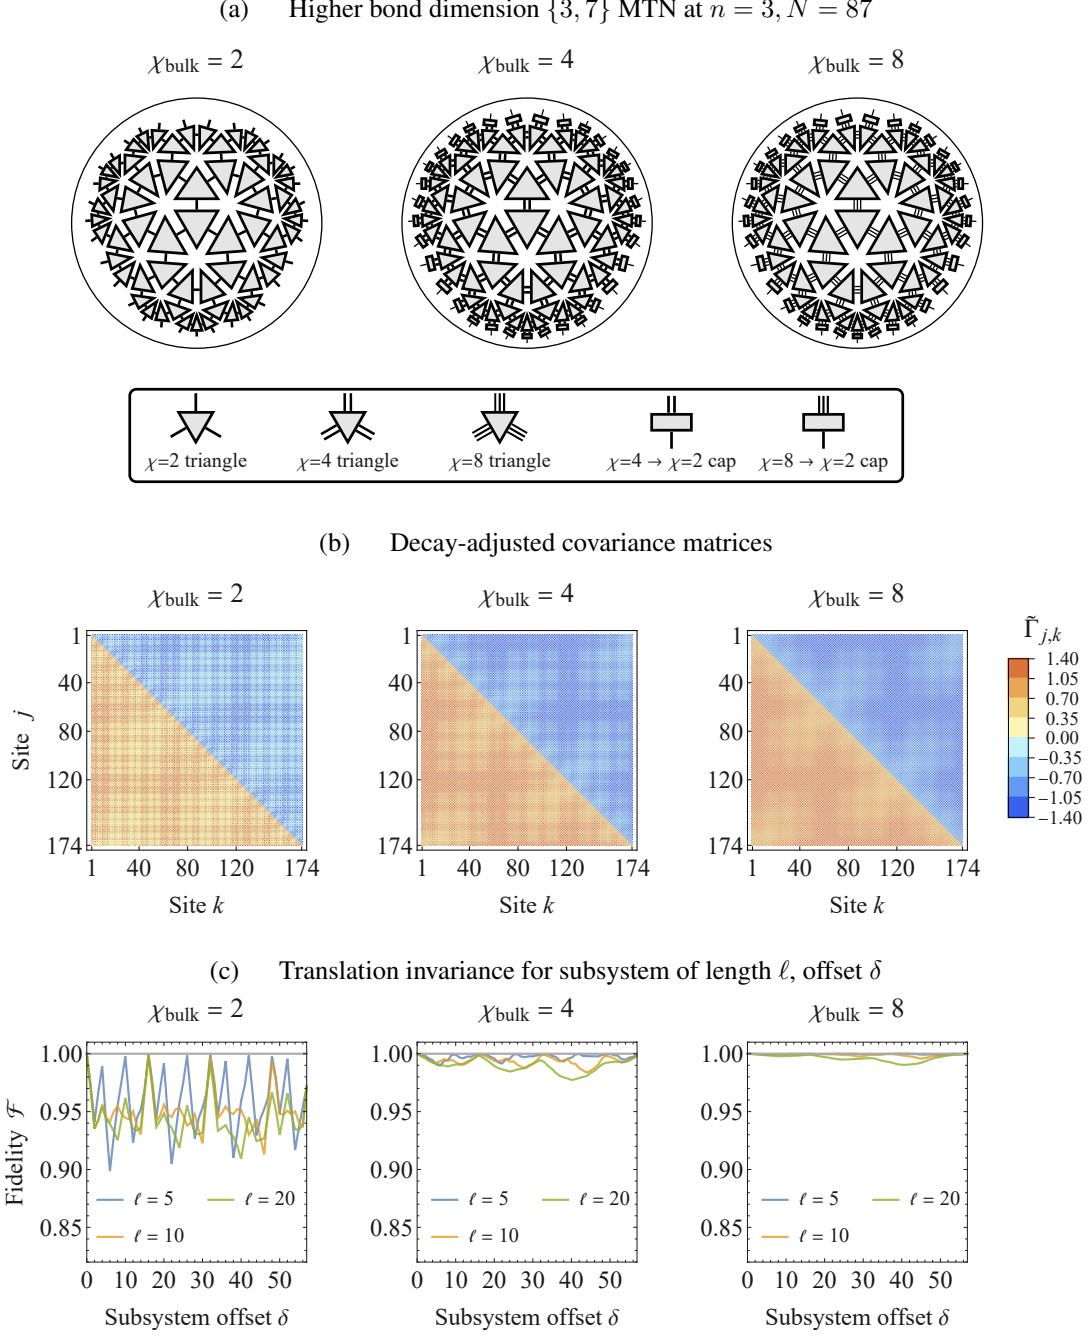 (a) Higher bond dimension {3, 7} MTN at n = 3, N = 87
χbulk = 2 χbulk = 4 χbulk = 8
χ=2 triangle χ=4 triangle χ=8 triangle χ=4 → χ=2 cap χ=8 → χ=2 cap
(b) Decay-adjusted covariance matrices
χbulk = 2 χbulk = 4 χbulk = 8
Site j
1
40
80
120
174
1 40 80 120 174
Site k
1
40
80
120
174
1 40 80 120 174
Site k
1
40
80
120
174
1 40 80 120 174
Site k
Γ̃j,k
1.40
1.05
0.70
0.35
0.00
−0.35
−0.70
−1.05
−1.40
(c) Translation invariance for subsystem of length ℓ, offset δ
χbulk = 2 χbulk = 4 χbulk = 8
Fidelity ℱ
1.00
0.95
0.90
0.85
ℓ = 5 ℓ = 20
ℓ = 10
0 10 20 30 40 50
Subsystem offset δ
1.00
0.95
0.90
0.85
ℓ = 5 ℓ = 20
ℓ = 10
0 10 20 30 40 50
Subsystem offset δ
1.00
0.95
0.90
0.85
ℓ = 5 ℓ = 20
ℓ = 10
0 10 20 30 40 50
Subsystem offset δ